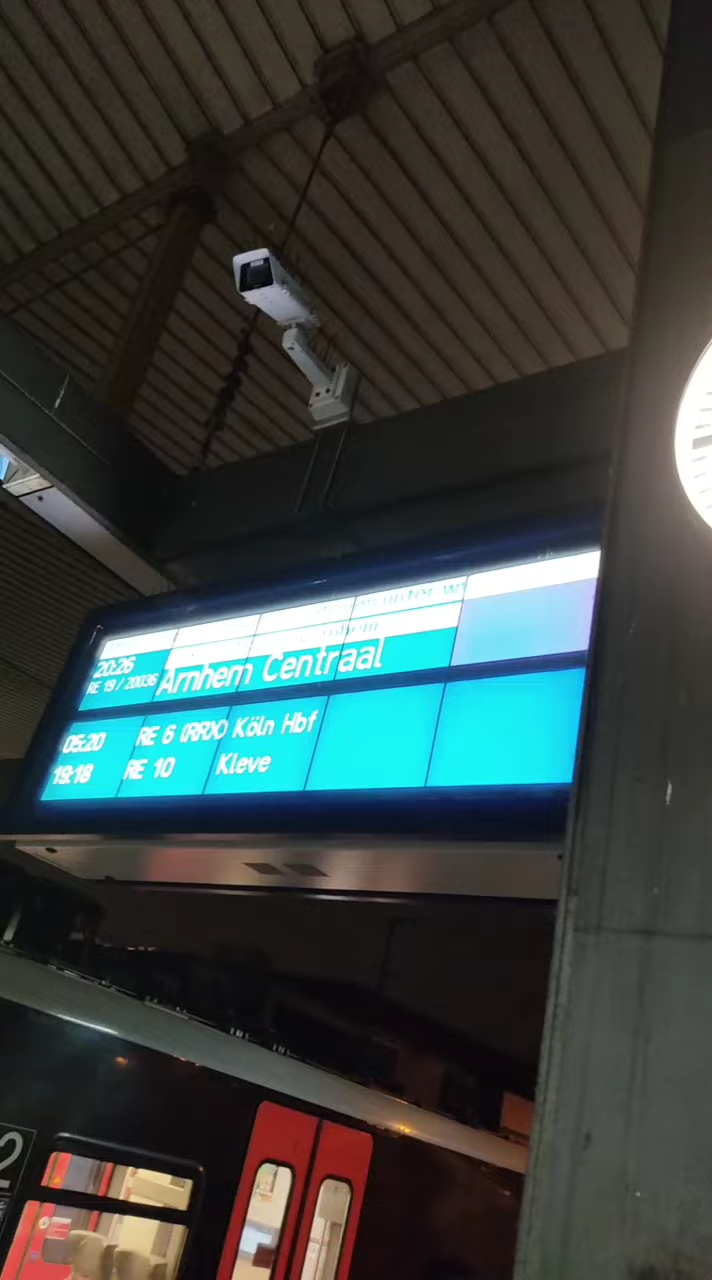 20:26
RE 19 / 20036 Arnhem Centraal
05:20 RE 6 (RRX) Köln Hbf
19:18 RE 10 Kleve
2